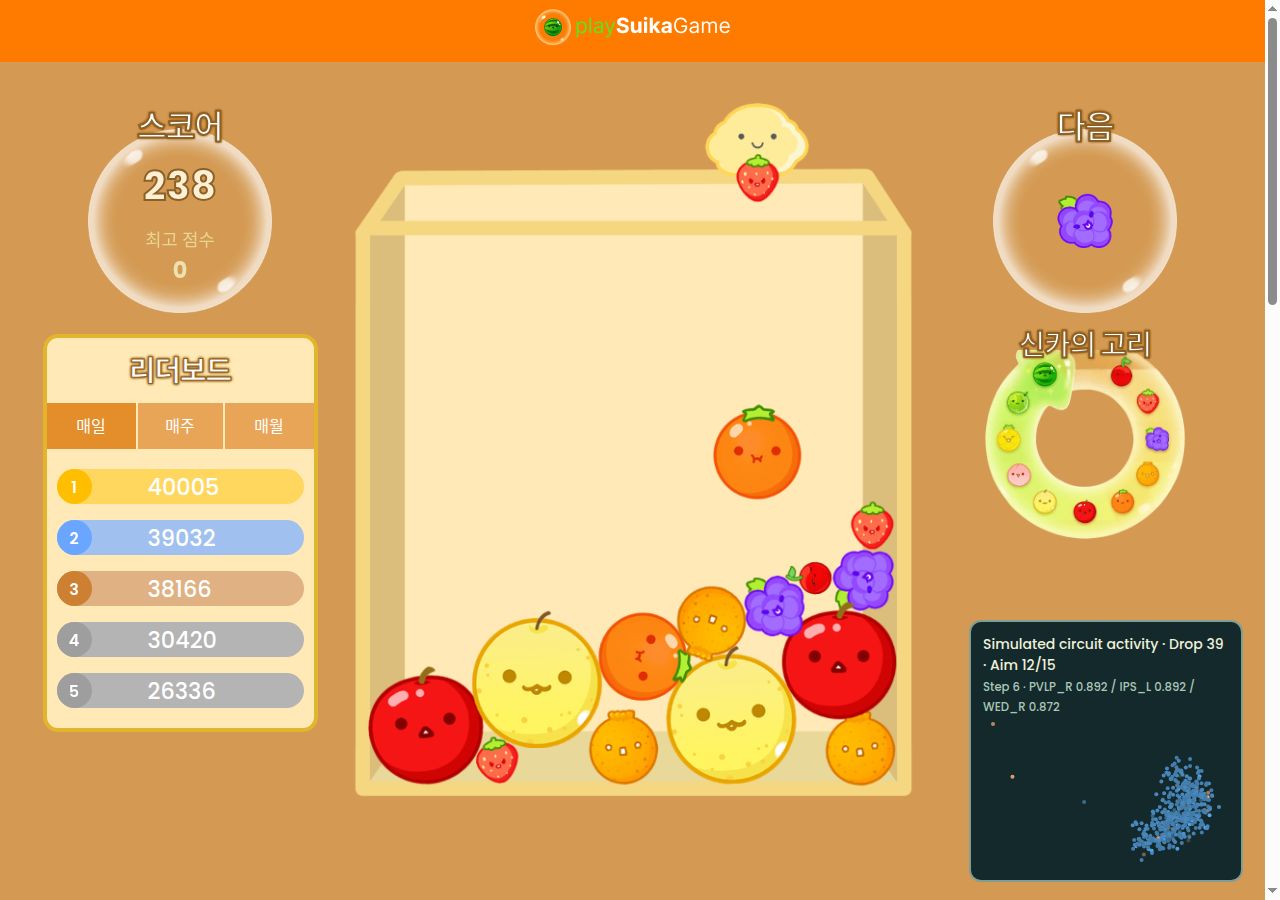 playSuikaGame
스코어
238
최고 점수
0
리더보드
매일 매주 매월
1 40005
2 39032
3 38166
4 30420
5 26336
다음
신카의 고리
Simulated circuit activity · Drop 39
· Aim 12/15
Step 6 · PVLP_R 0.892 / IPS_L 0.892 /
WED_R 0.872